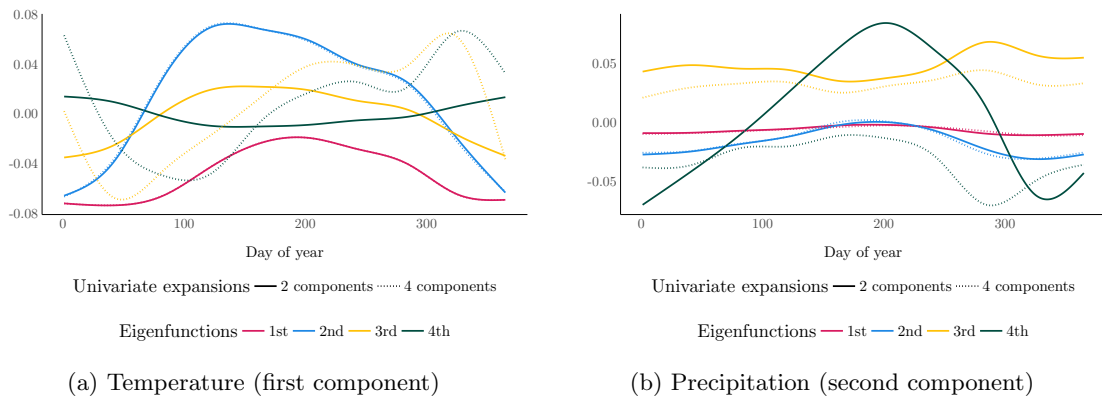 0.08
0.04
0.00
-0.04
-0.08
0 100 200 300
Day of year
Univariate expansions 2 components 4 components
Eigenfunctions 1st 2nd 3rd 4th
(a) Temperature (first component)
0.05
0.00
-0.05
0 100 200 300
Day of year
Univariate expansions 2 components 4 components
Eigenfunctions 1st 2nd 3rd 4th
(b) Precipitation (second component)